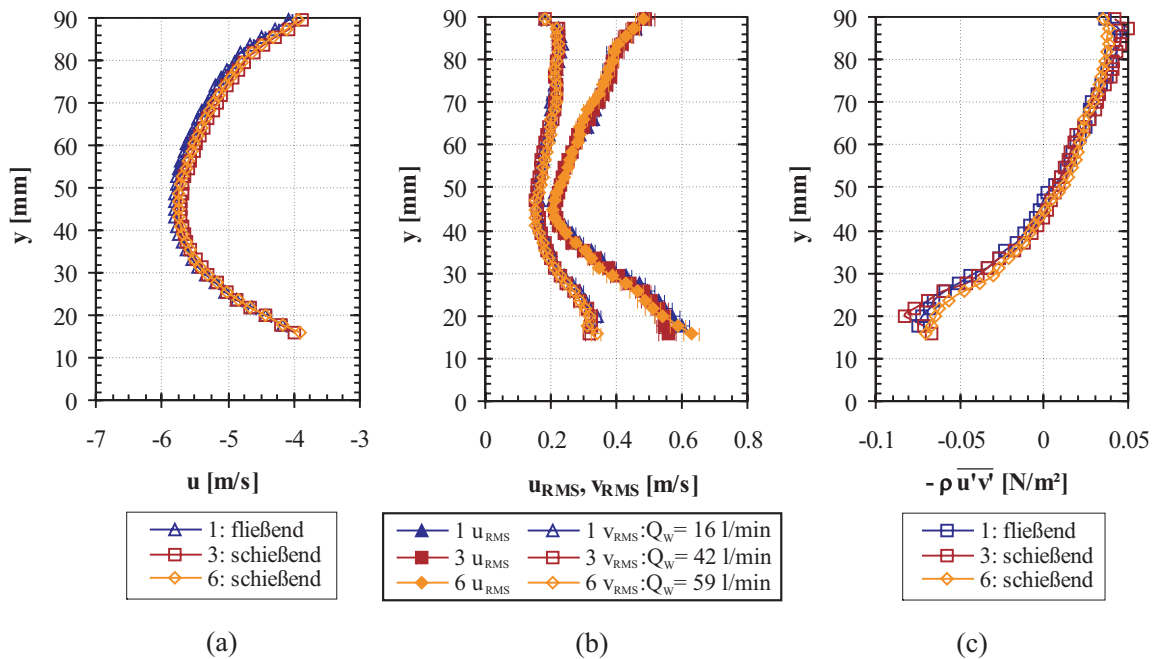 90
80
70
60
50
40
30
20
10
0
y [mm]
-7 -6 -5 -4 -3
u [m/s]
1: fließend
3: schießend
6: schießend
(a)
90
80
70
60
50
40
30
20
10
0
y [mm]
0 0.2 0.4 0.6 0.8
uRMS, vRMS [m/s]
1 uRMS 1 vRMS:QW= 16 l/min
3 uRMS 3 vRMS:QW= 42 l/min
6 uRMS 6 vRMS:QW= 59 l/min
(b)
90
80
70
60
50
40
30
20
10
0
y [mm]
-0.1 -0.05 0 0.05
- ρ u'v' [N/m²]
1: fließend
3: schießend
6: schießend
(c)